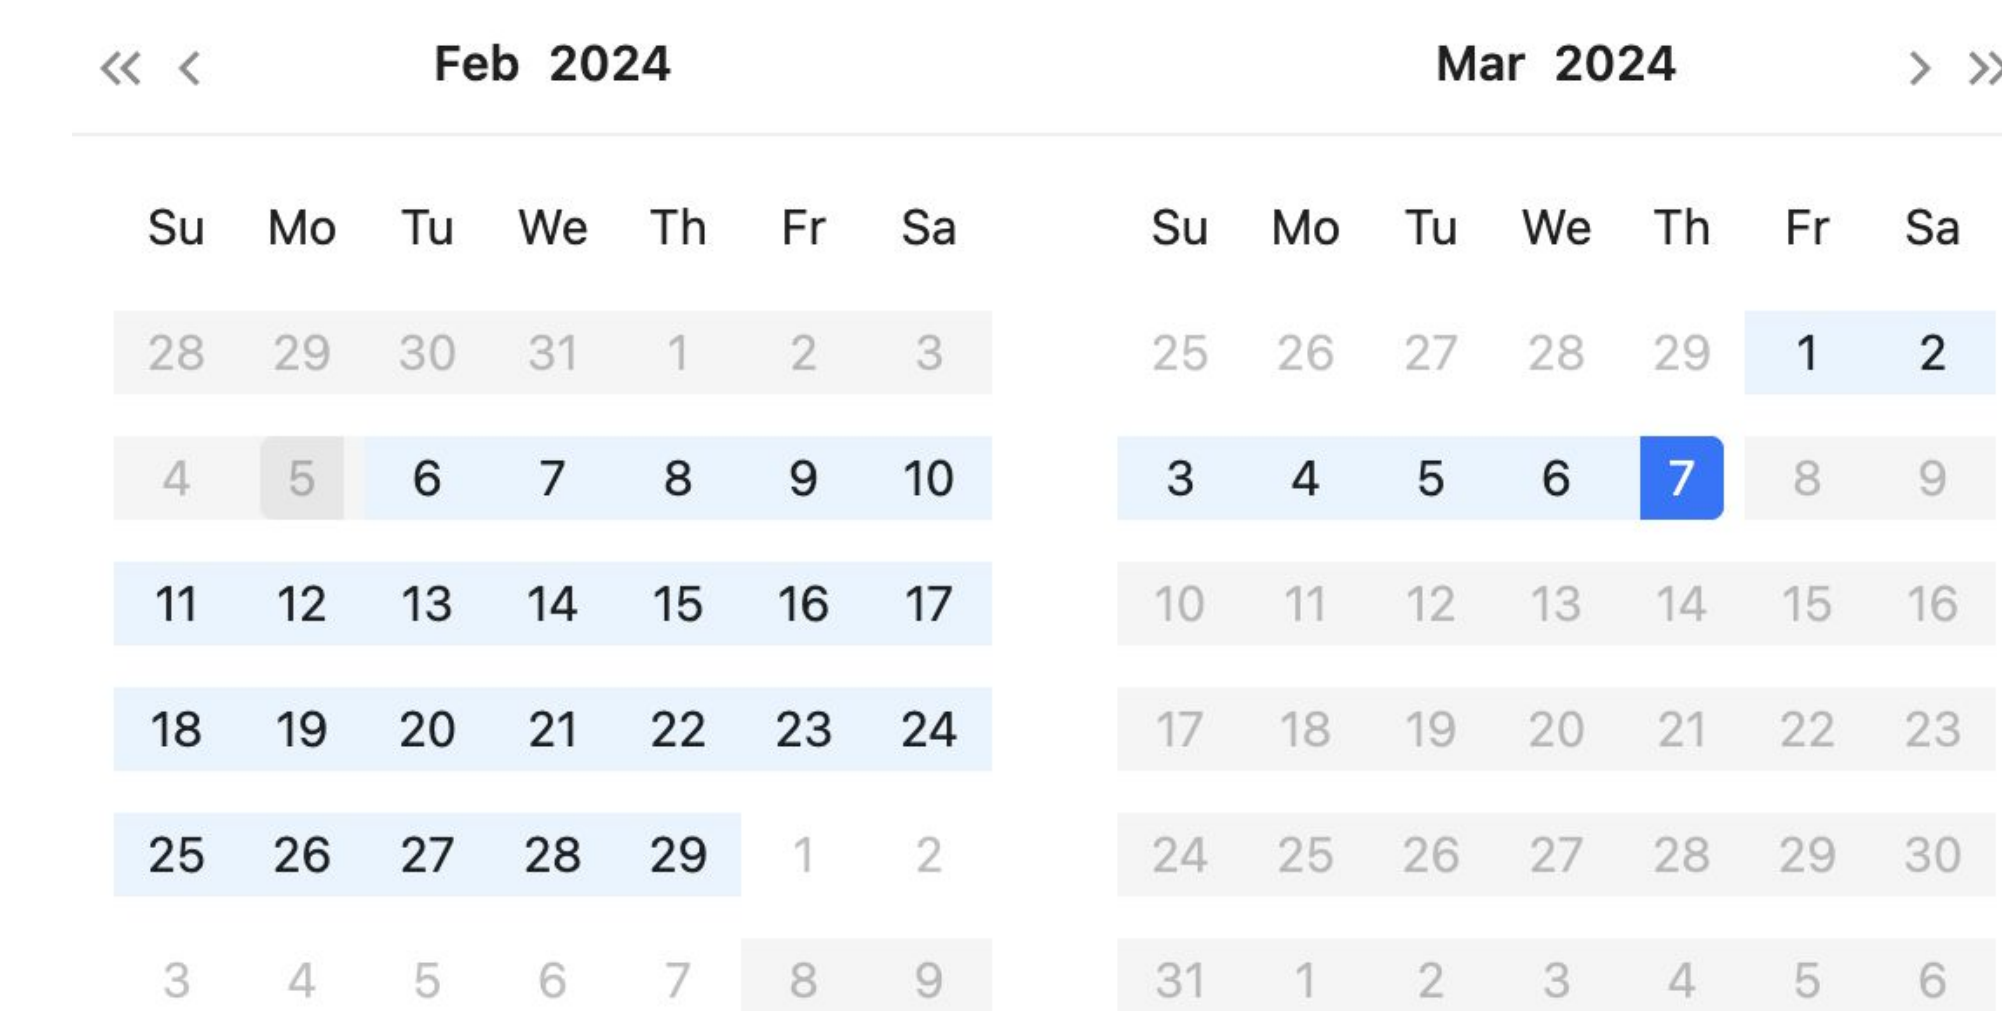 « < Feb 2024 Mar 2024 > »
Su Mo Tu We Th Fr Sa Su Mo Tu We Th Fr Sa
28 29 30 31 1 2 3 25 26 27 28 29 1 2
4 5 6 7 8 9 10 3 4 5 6 7 8 9
11 12 13 14 15 16 17 10 11 12 13 14 15 16
18 19 20 21 22 23 24 17 18 19 20 21 22 23
25 26 27 28 29 1 2 24 25 26 27 28 29 30
3 4 5 6 7 8 9 31 1 2 3 4 5 6